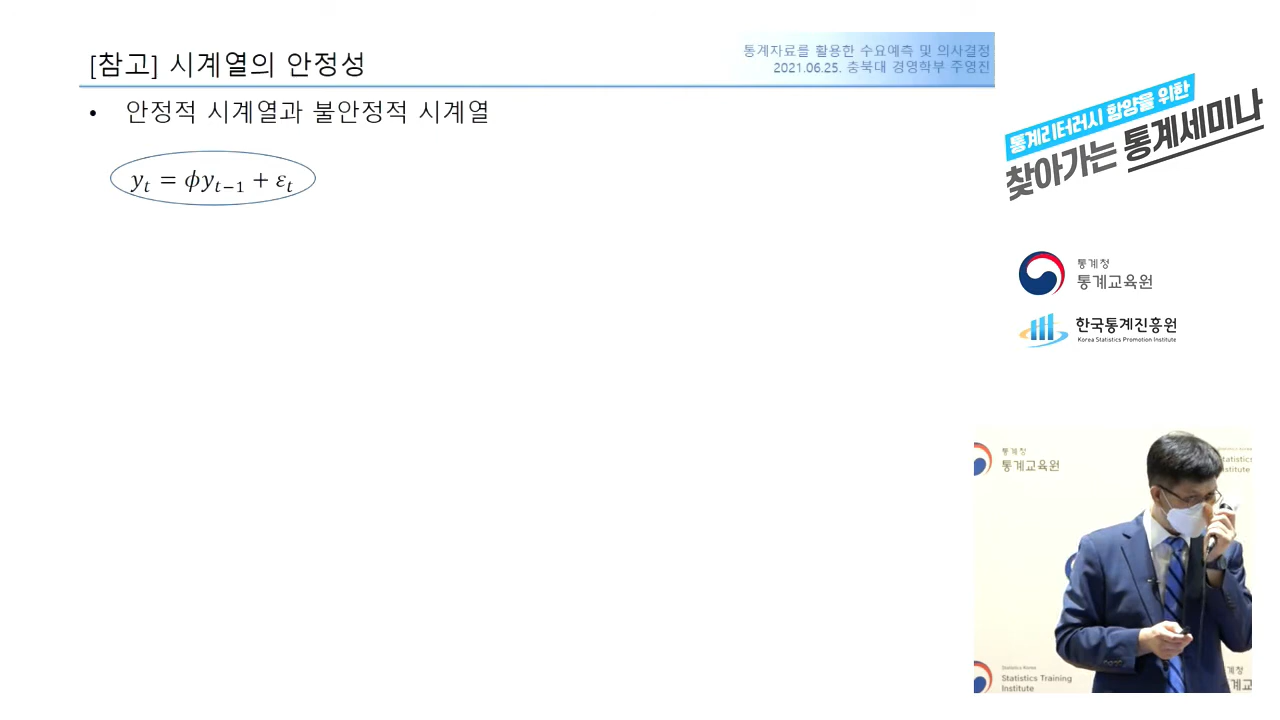 [참고] 시계열의 안정성
통계자료를 활용한 수요예측 및 의사결정
2021.06.25. 충북대 경영학부 주영진
• 안정적 시계열과 불안정적 시계열
yₜ = ϕyₜ₋₁ + εₜ
통계리터러시 함양을 위한
찾아가는 통계세미나
통계청
통계교육원
한국통계진흥원
Korea Statistics Promotion Institute
통계청
통계교육원
Statistics Korea
Statistics Training
Institute